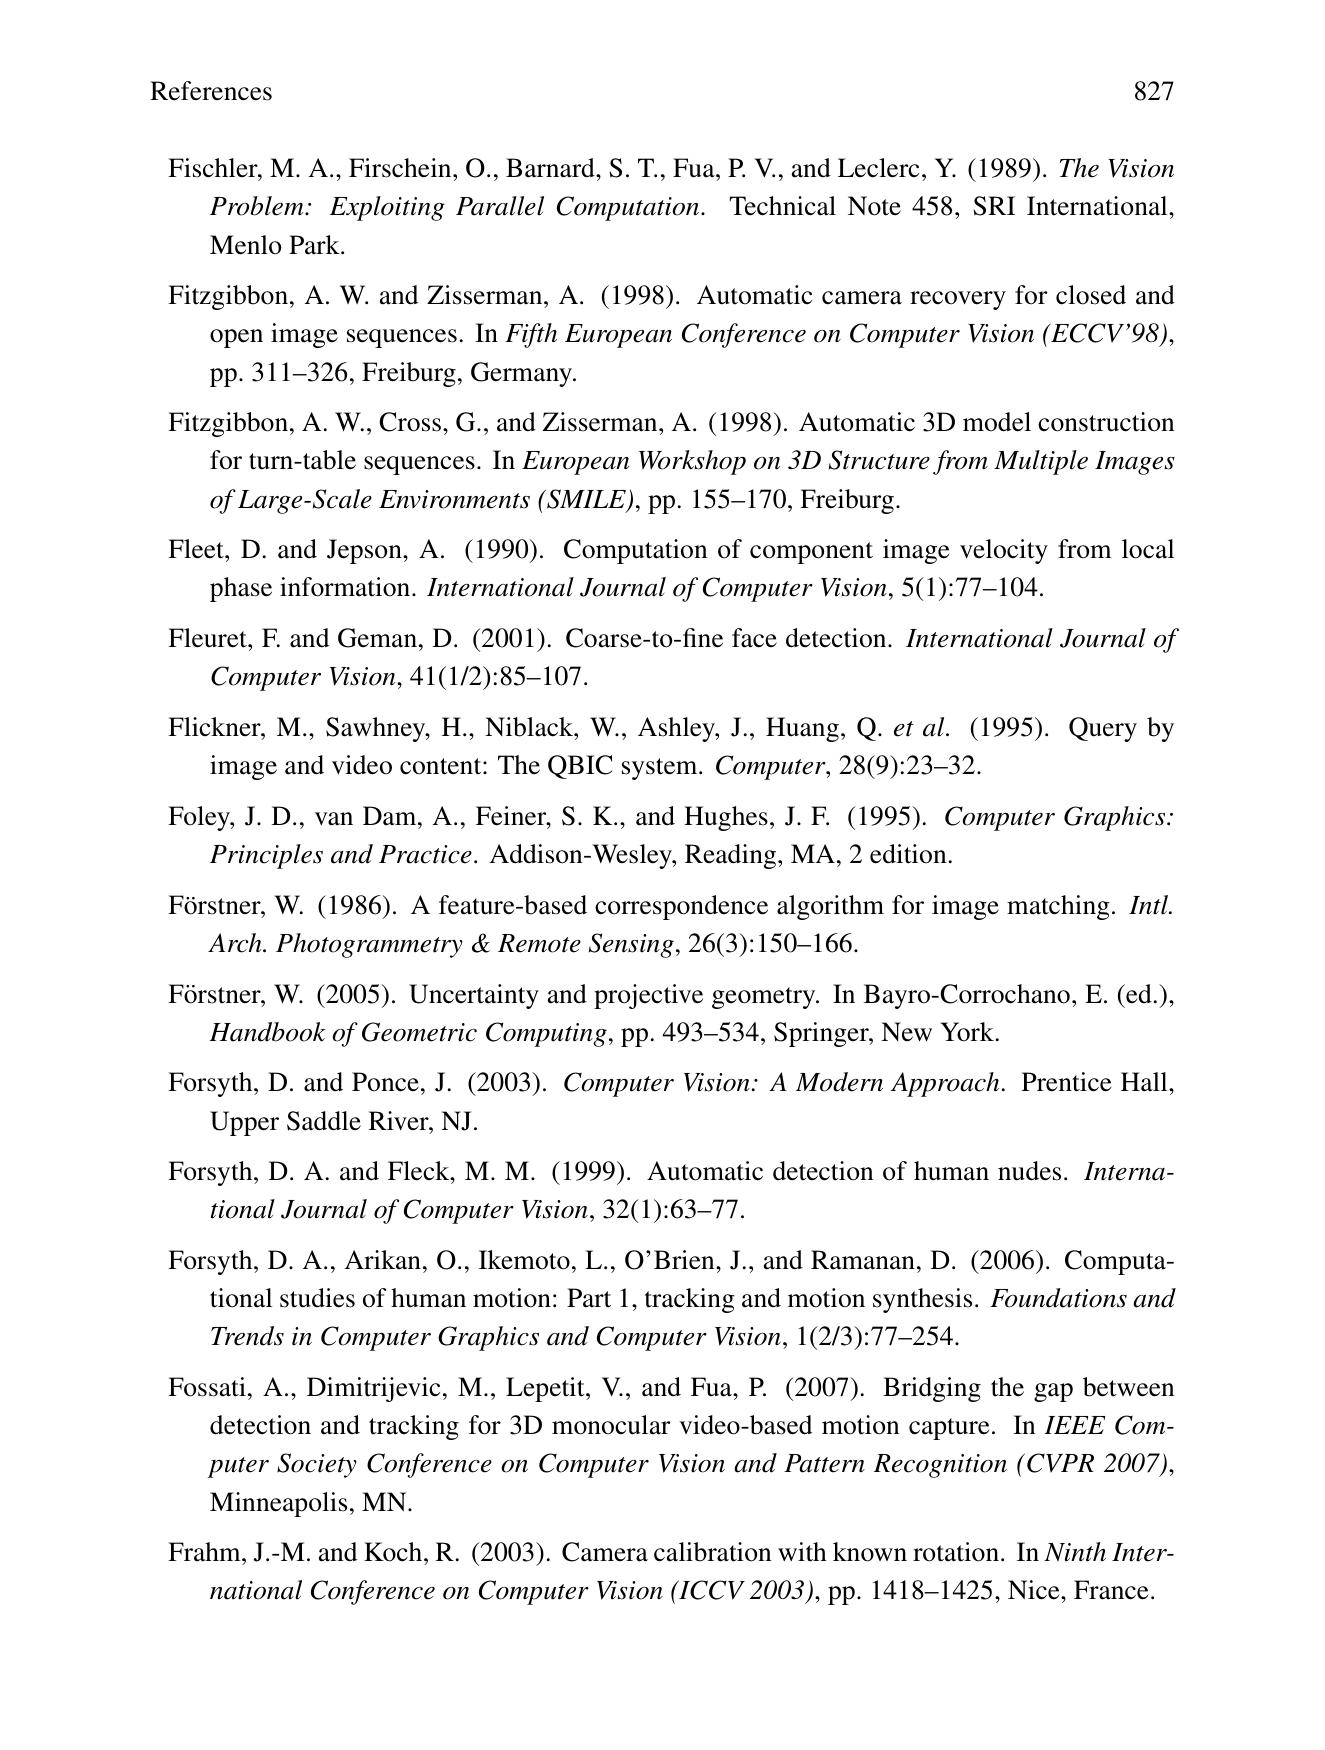 References 827
Fischler, M. A., Firschein, O., Barnard, S. T., Fua, P. V., and Leclerc, Y. (1989). The Vision
Problem: Exploiting Parallel Computation. Technical Note 458, SRI International,
Menlo Park.
Fitzgibbon, A. W. and Zisserman, A. (1998). Automatic camera recovery for closed and
open image sequences. In Fifth European Conference on Computer Vision (ECCV’98),
pp. 311–326, Freiburg, Germany.
Fitzgibbon, A. W., Cross, G., and Zisserman, A. (1998). Automatic 3D model construction
for turn-table sequences. In European Workshop on 3D Structure from Multiple Images
of Large-Scale Environments (SMILE), pp. 155–170, Freiburg.
Fleet, D. and Jepson, A. (1990). Computation of component image velocity from local
phase information. International Journal of Computer Vision, 5(1):77–104.
Fleuret, F. and Geman, D. (2001). Coarse-to-fine face detection. International Journal of
Computer Vision, 41(1/2):85–107.
Flickner, M., Sawhney, H., Niblack, W., Ashley, J., Huang, Q. et al. (1995). Query by
image and video content: The QBIC system. Computer, 28(9):23–32.
Foley, J. D., van Dam, A., Feiner, S. K., and Hughes, J. F. (1995). Computer Graphics:
Principles and Practice. Addison-Wesley, Reading, MA, 2 edition.
Förstner, W. (1986). A feature-based correspondence algorithm for image matching. Intl.
Arch. Photogrammetry & Remote Sensing, 26(3):150–166.
Förstner, W. (2005). Uncertainty and projective geometry. In Bayro-Corrochano, E. (ed.),
Handbook of Geometric Computing, pp. 493–534, Springer, New York.
Forsyth, D. and Ponce, J. (2003). Computer Vision: A Modern Approach. Prentice Hall,
Upper Saddle River, NJ.
Forsyth, D. A. and Fleck, M. M. (1999). Automatic detection of human nudes. Interna-
tional Journal of Computer Vision, 32(1):63–77.
Forsyth, D. A., Arikan, O., Ikemoto, L., O’Brien, J., and Ramanan, D. (2006). Computa-
tional studies of human motion: Part 1, tracking and motion synthesis. Foundations and
Trends in Computer Graphics and Computer Vision, 1(2/3):77–254.
Fossati, A., Dimitrijevic, M., Lepetit, V., and Fua, P. (2007). Bridging the gap between
detection and tracking for 3D monocular video-based motion capture. In IEEE Com-
puter Society Conference on Computer Vision and Pattern Recognition (CVPR 2007),
Minneapolis, MN.
Frahm, J.-M. and Koch, R. (2003). Camera calibration with known rotation. In Ninth Inter-
national Conference on Computer Vision (ICCV 2003), pp. 1418–1425, Nice, France.